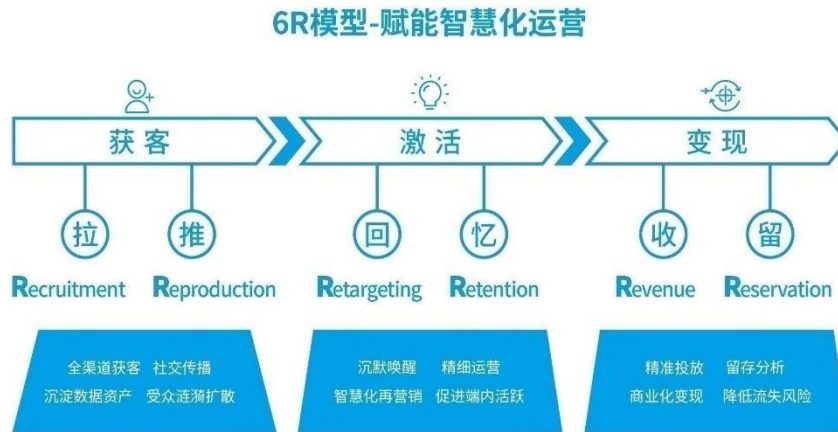 6R模型-赋能智慧化运营
获客
激活
变现
拉
推
回
忆
收
留
Recruitment
Reproduction
Retargeting
Retention
Revenue
Reservation
全渠道获客 社交传播
沉淀数据资产 受众涟漪扩散
沉默唤醒 精细运营
智慧化再营销 促进端内活跃
精准投放 留存分析
商业化变现 降低流失风险